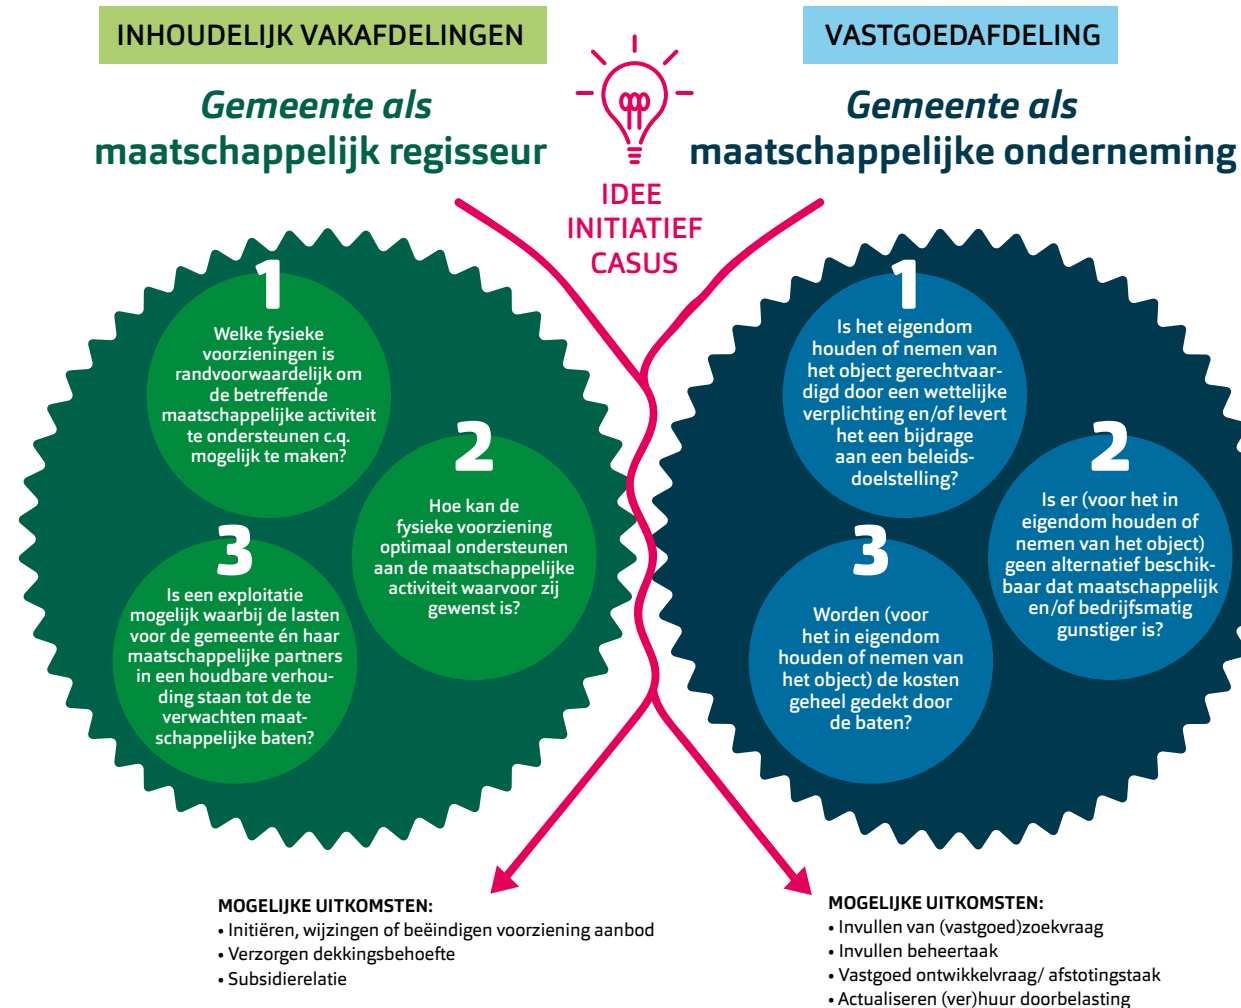 INHOUDELIJK VAKAFDELINGEN
Gemeente als
maatschappelijk regisseur
VASTGOEDAFDELING
Gemeente als
maatschappelijke onderneming
IDEE
INITIATIEF
CASUS
1
Welke fysieke
voorzieningen is
randvoorwaardelijk om
de betreffende
maatschappelijke activiteit
te ondersteunen c.q.
mogelijk te maken?
2
Hoe kan de
fysieke voorziening
optimaal ondersteunen
aan de maatschappelijke
activiteit waarvoor zij
gewenst is?
3
Is een exploitatie
mogelijk waarbij de lasten
voor de gemeente én haar
maatschappelijke partners
in een houdbare verhou-
ding staan tot de te
verwachten maat-
schappelijke baten?
1
Is het eigendom
houden of nemen van
het object gerechtvaar-
digd door een wettelijke
verplichting en/of levert
het een bijdrage
aan een beleids-
doelstelling?
2
Is er (voor het in
eigendom houden of
nemen van het object)
geen alternatief beschik-
baar dat maatschappelijk
en/of bedrijfsmatig
gunstiger is?
3
Worden (voor
het in eigendom
houden of nemen van
het object) de kosten
geheel gedekt door
de baten?
MOGELIJKE UITKOMSTEN:
• Initiëren, wijzingen of beëindigen voorziening aanbod
• Verzorgen dekkingsbehoefte
• Subsidierelatie
MOGELIJKE UITKOMSTEN:
• Invullen van (vastgoed)zoekvraag
• Invullen beheertaak
• Vastgoed ontwikkelvraag/ afstotingstaak
• Actualiseren (ver)huur doorbelasting